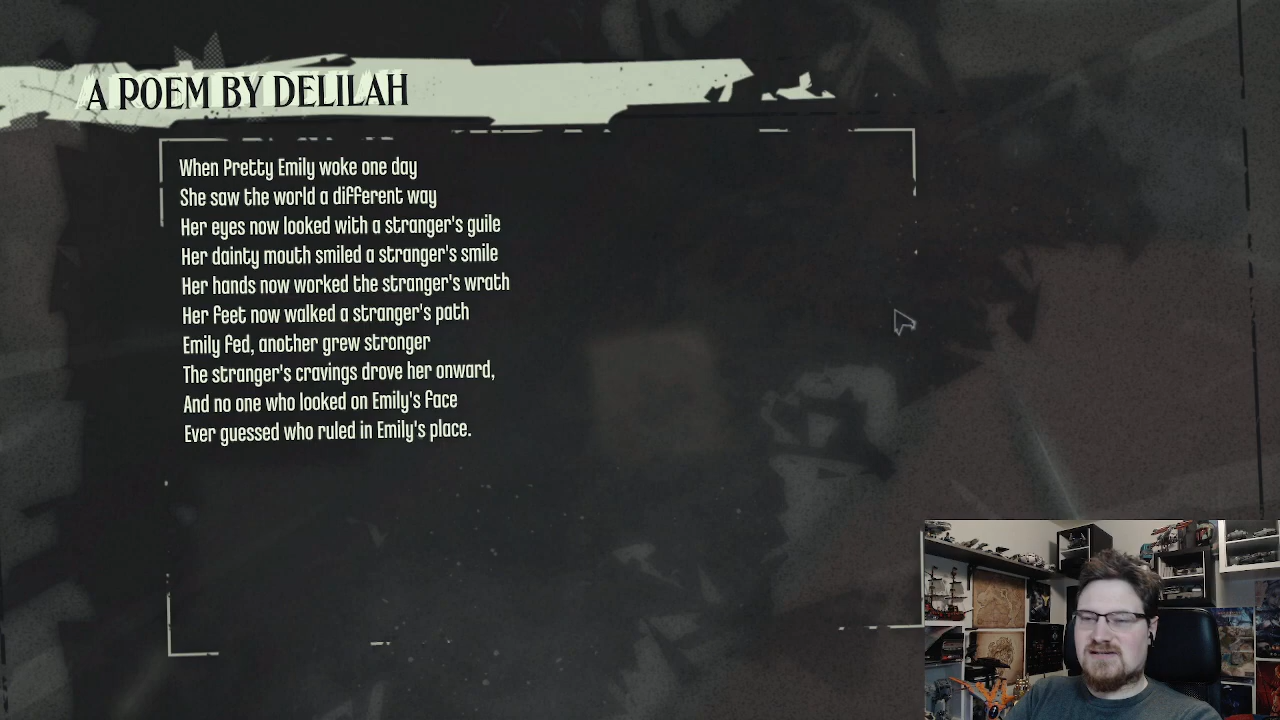 A POEM BY DELILAH
When Pretty Emily woke one day
She saw the world a different way
Her eyes now looked with a stranger's guile
Her dainty mouth smiled a stranger's smile
Her hands now worked the stranger's wrath
Her feet now walked a stranger's path
Emily fed, another grew stronger
The stranger's cravings drove her onward,
And no one who looked on Emily's face
Ever guessed who ruled in Emily's place.